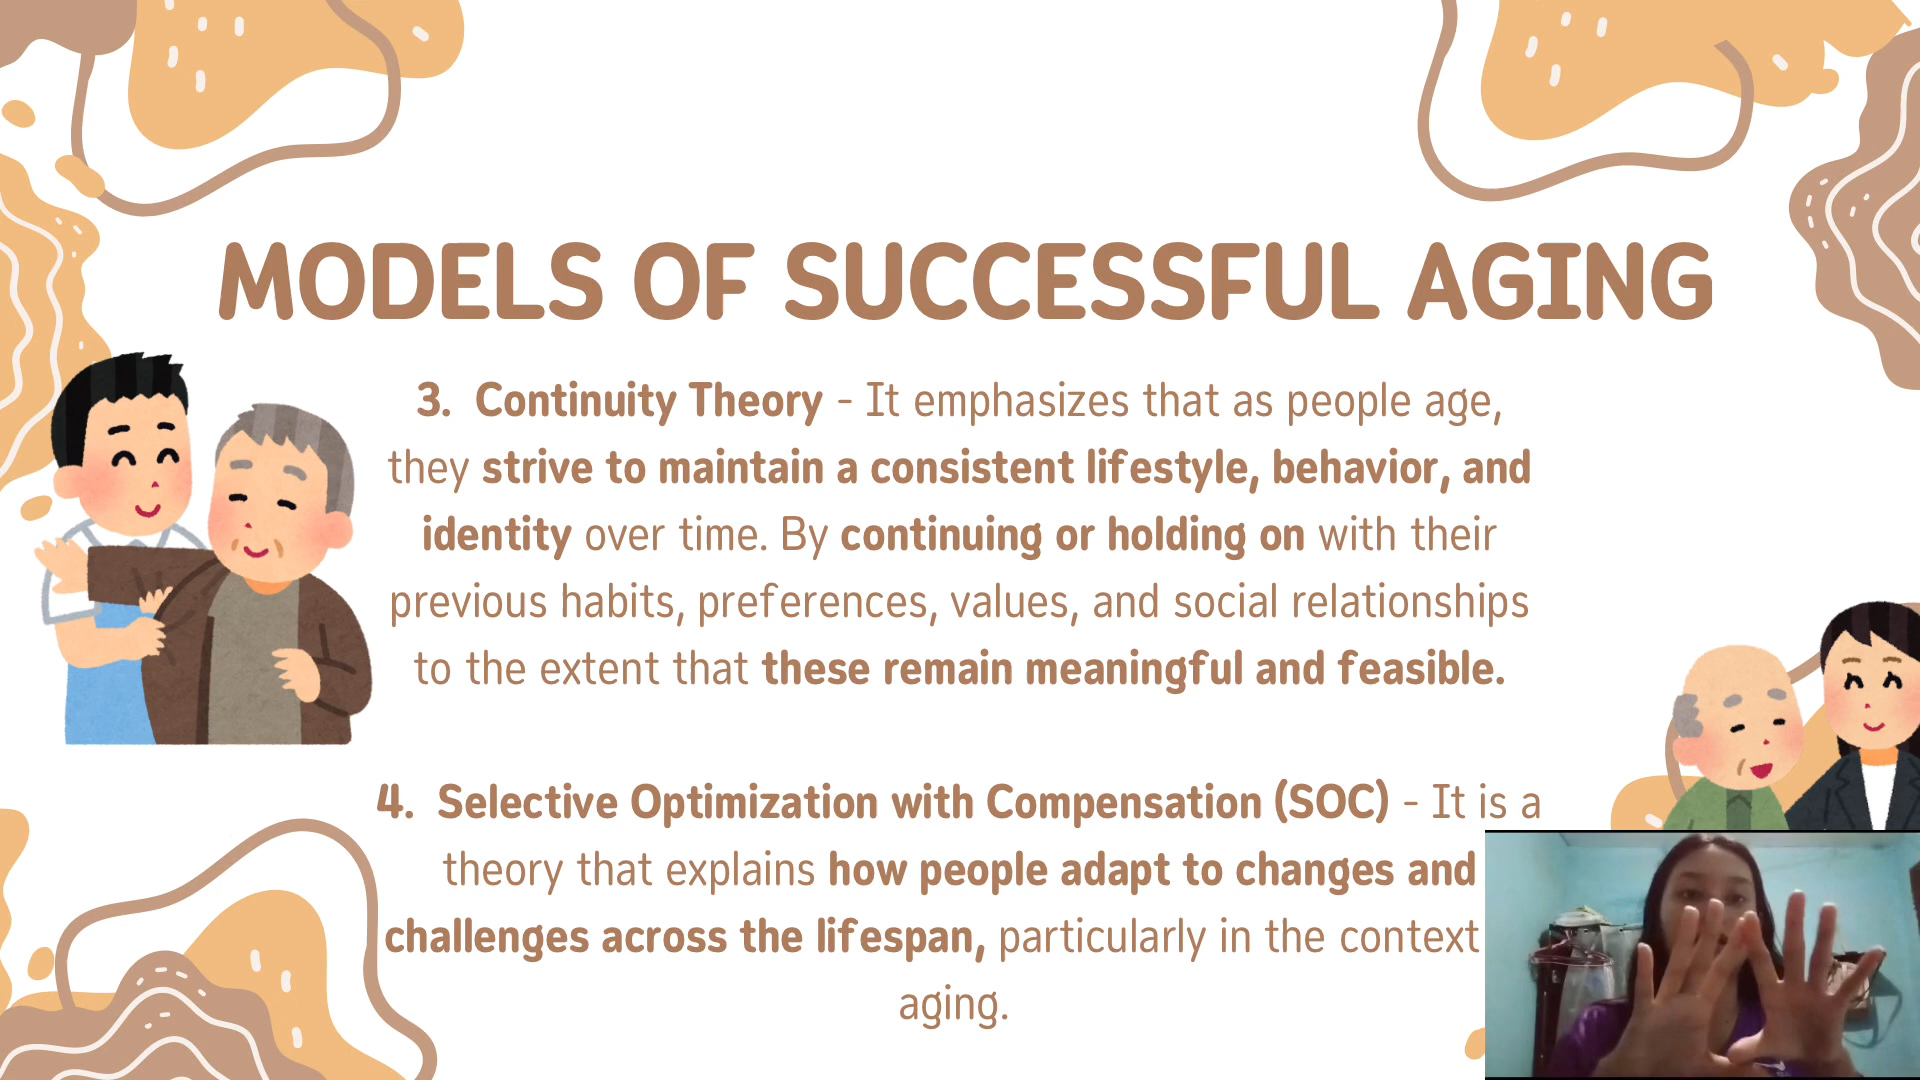 MODELS OF SUCCESSFUL AGING
3. Continuity Theory - It emphasizes that as people age,
they strive to maintain a consistent lifestyle, behavior, and
identity over time. By continuing or holding on with their
previous habits, preferences, values, and social relationships
to the extent that these remain meaningful and feasible.
4. Selective Optimization with Compensation (SOC) - It is a
theory that explains how people adapt to changes and
challenges across the lifespan, particularly in the context
aging.